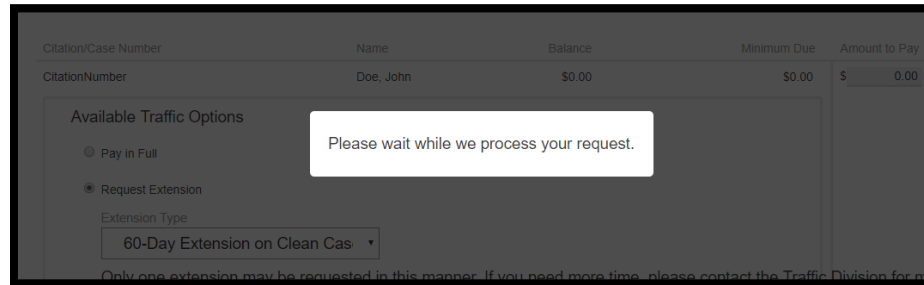 Citation/Case Number Name Balance Minimum Due Amount to Pay
CitationNumber Doe, John $0.00 $0.00 $ 0.00
Available Traffic Options
Please wait while we process your request.
Pay in Full
Request Extension
Extension Type
60-Day Extension on Clean Cas
Only one extension may be requested in this manner. If you need more time, please contact the Traffic Division for